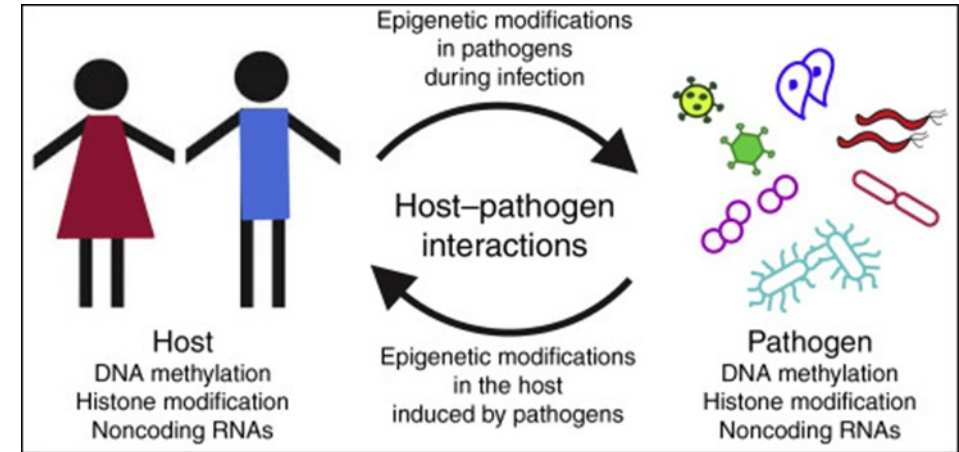 Epigenetic modifications
in pathogens
during infection
Host–pathogen
interactions
Epigenetic modifications
in the host
induced by pathogens
Host
DNA methylation
Histone modification
Noncoding RNAs
Pathogen
DNA methylation
Histone modification
Noncoding RNAs